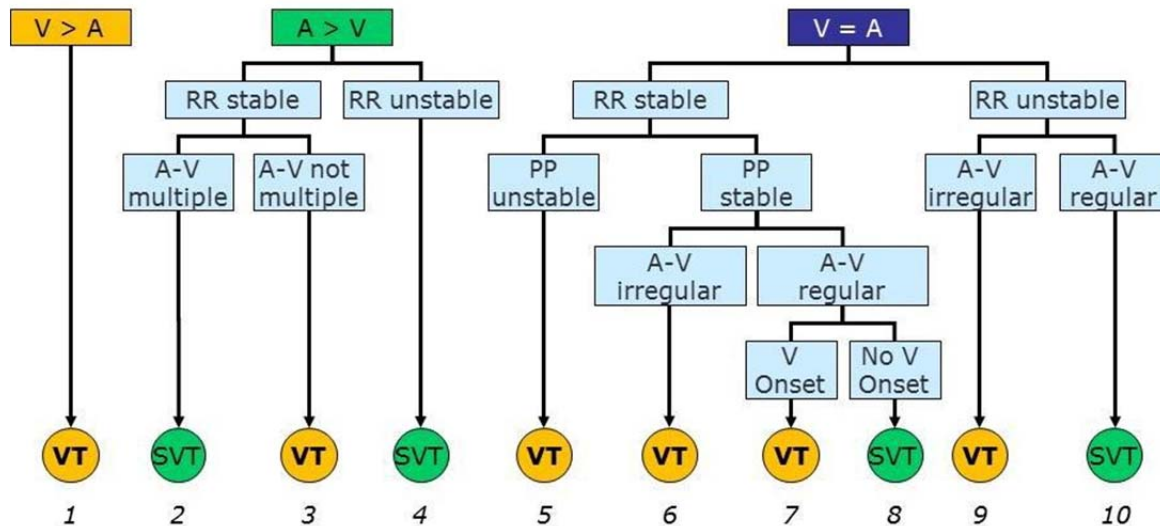 V > A
A > V
V = A
RR stable
RR unstable
RR stable
RR unstable
A-V
multiple
A-V not
multiple
PP
unstable
PP
stable
A-V
irregular
A-V
regular
A-V
irregular
A-V
regular
V
Onset
No V
Onset
VT
SVT
VT
SVT
VT
VT
VT
SVT
VT
SVT
1
2
3
4
5
6
7
8
9
10